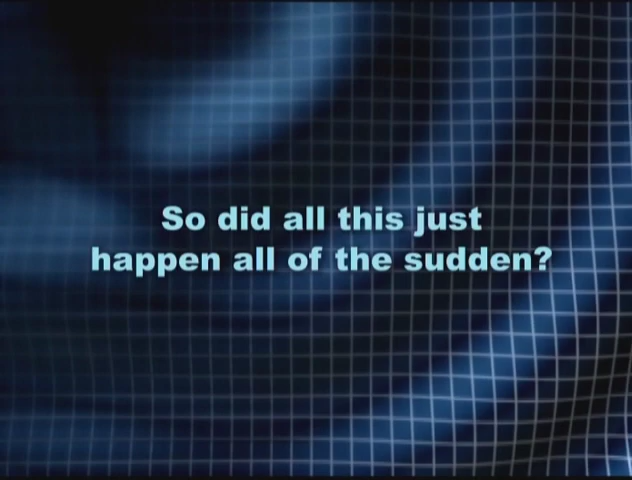 So did all this just
happen all of the sudden?